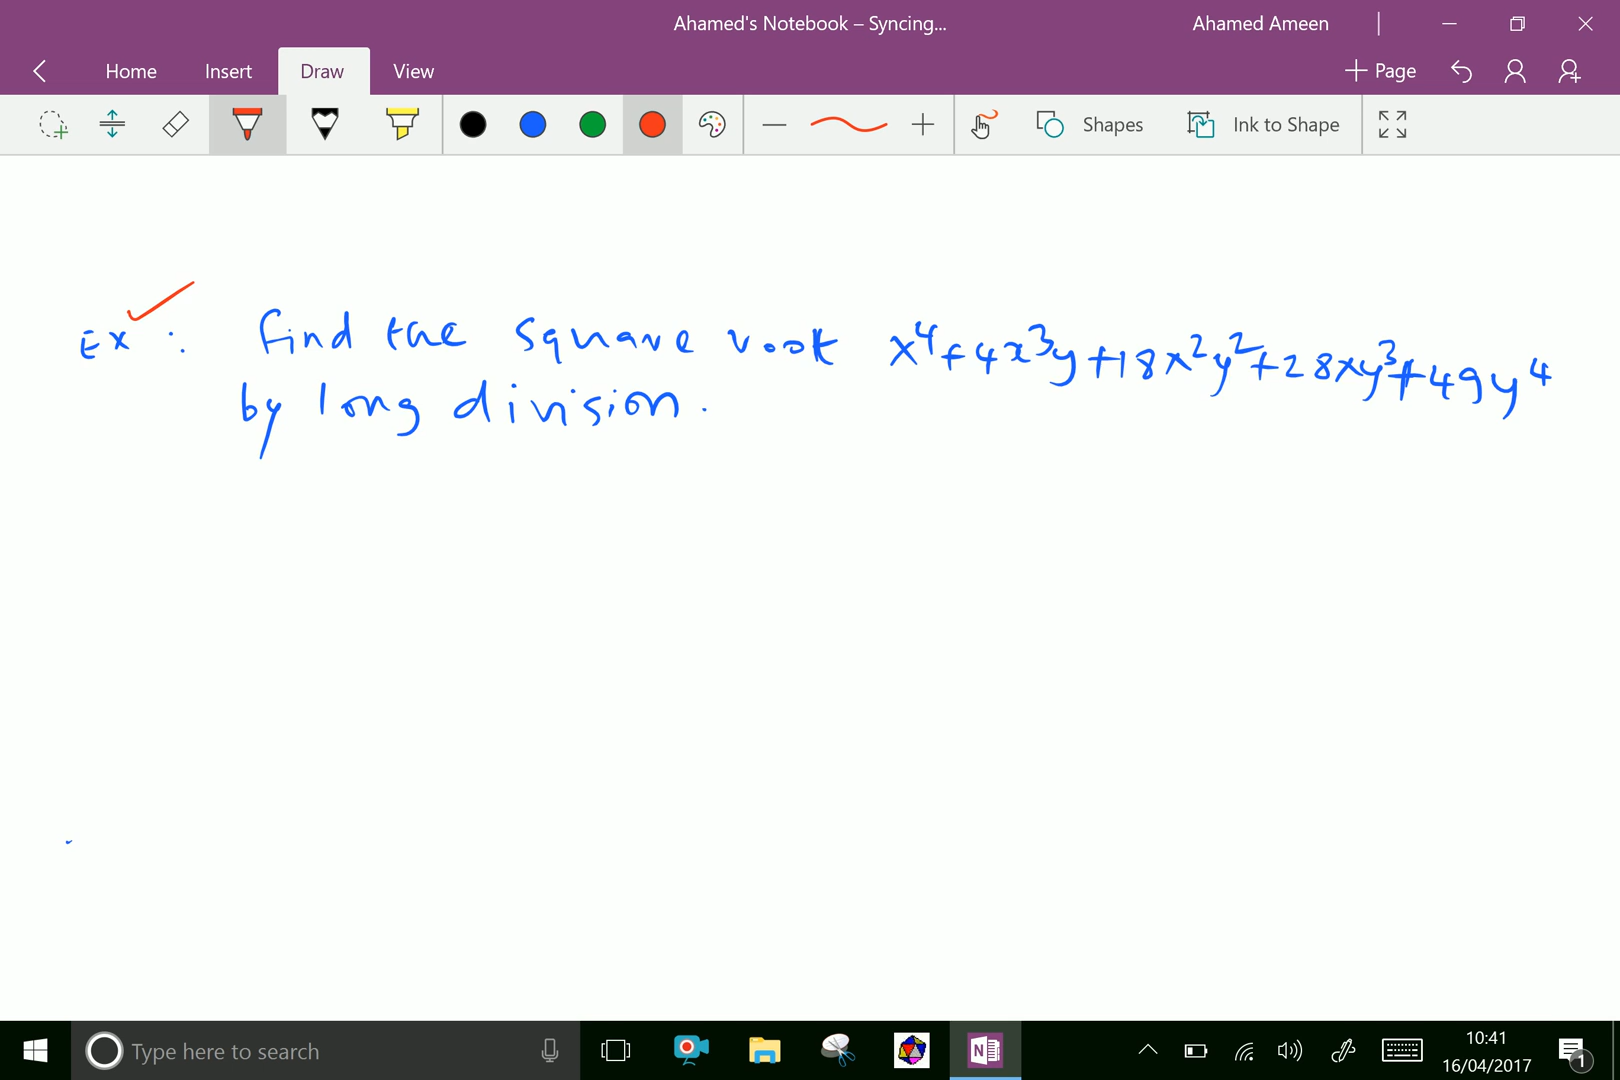 Ahamed's Notebook – Syncing...
Ahamed Ameen
Home Insert Draw View
Page
Shapes Ink to Shape
Ex : find the square root x⁴+4x³y+18x²y²+28xy³+49y⁴
by long division.
Type here to search
10:41
16/04/2017
1